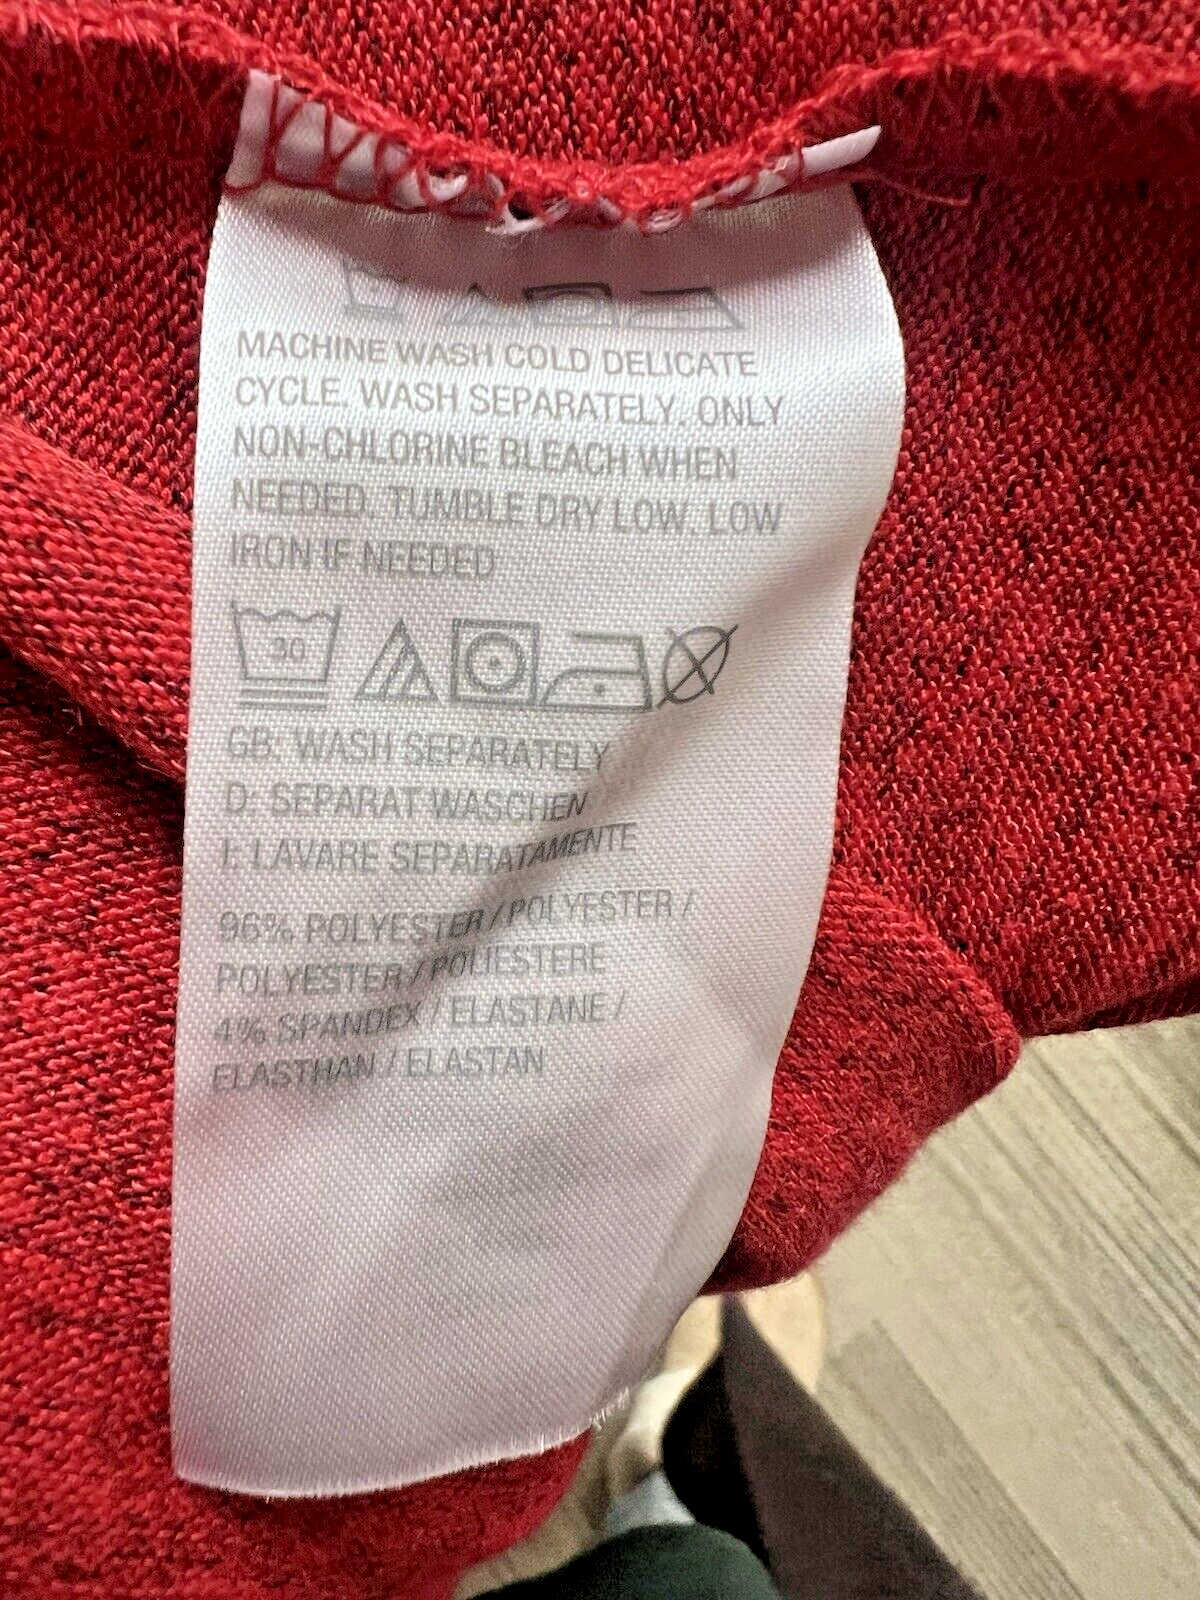 MACHINE WASH COLD DELICATE
CYCLE. WASH SEPARATELY. ONLY
NON-CHLORINE BLEACH WHEN
NEEDED. TUMBLE DRY LOW. LOW
IRON IF NEEDED
30
GB: WASH SEPARATELY
D: SEPARAT WASCHEN
I: LAVARE SEPARATAMENTE
96% POLYESTER / POLYESTER /
POLYESTER / POLIESTERE
4% SPANDEX / ELASTANE /
ELASTHAN / ELASTAN